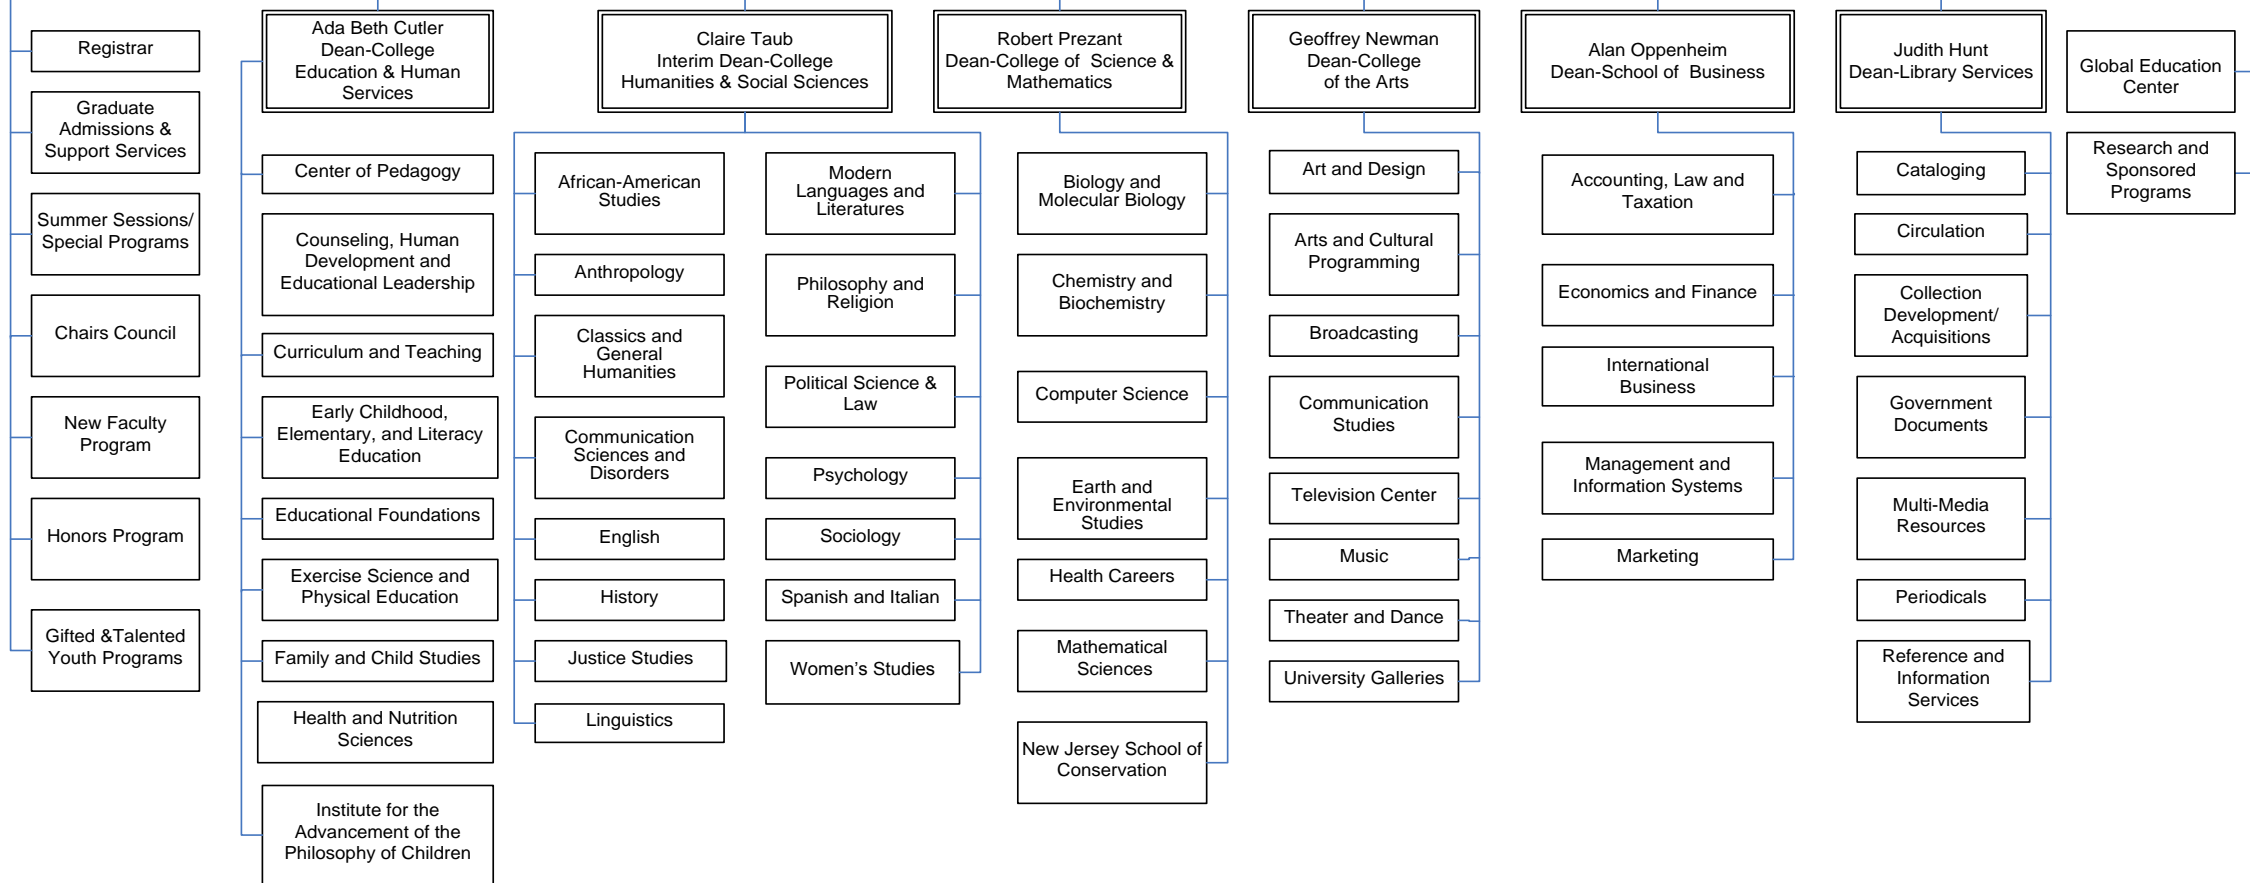 Registrar
Graduate
Admissions &
Support Services
Summer Sessions/
Special Programs
Chairs Council
New Faculty
Program
Honors Program
Gifted &Talented
Youth Programs
Ada Beth Cutler
Dean-College
Education & Human
Services
Center of Pedagogy
Counseling, Human
Development and
Educational Leadership
Curriculum and Teaching
Early Childhood,
Elementary, and Literacy
Education
Educational Foundations
Exercise Science and
Physical Education
Family and Child Studies
Health and Nutrition
Sciences
Institute for the
Advancement of the
Philosophy of Children
Claire Taub
Interim Dean-College
Humanities & Social Sciences
African-American
Studies
Anthropology
Classics and
General
Humanities
Communication
Sciences and
Disorders
English
History
Justice Studies
Linguistics
Modern
Languages and
Literatures
Philosophy and
Religion
Political Science &
Law
Psychology
Sociology
Spanish and Italian
Women’s Studies
Robert Prezant
Dean-College of Science &
Mathematics
Biology and
Molecular Biology
Chemistry and
Biochemistry
Computer Science
Earth and
Environmental
Studies
Health Careers
Mathematical
Sciences
New Jersey School of
Conservation
Geoffrey Newman
Dean-College
of the Arts
Art and Design
Arts and Cultural
Programming
Broadcasting
Communication
Studies
Television Center
Music
Theater and Dance
University Galleries
Alan Oppenheim
Dean-School of Business
Accounting, Law and
Taxation
Economics and Finance
International
Business
Management and
Information Systems
Marketing
Judith Hunt
Dean-Library Services
Cataloging
Circulation
Collection
Development/
Acquisitions
Government
Documents
Multi-Media
Resources
Periodicals
Reference and
Information
Services
Global Education
Center
Research and
Sponsored
Programs